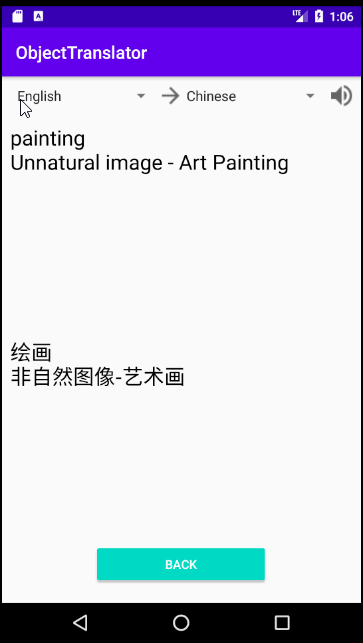 LTE 1:06
ObjectTranslator
English Chinese
painting
Unnatural image - Art Painting
绘画
非自然图像-艺术画
BACK